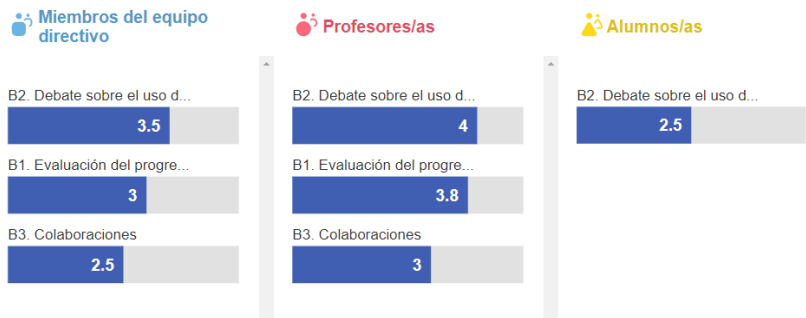 Miembros del equipo
directivo
B2. Debate sobre el uso d...
3.5
B1. Evaluación del progre...
3
B3. Colaboraciones
2.5
Profesores/as
B2. Debate sobre el uso d...
4
B1. Evaluación del progre...
3.8
B3. Colaboraciones
3
Alumnos/as
B2. Debate sobre el uso d...
2.5